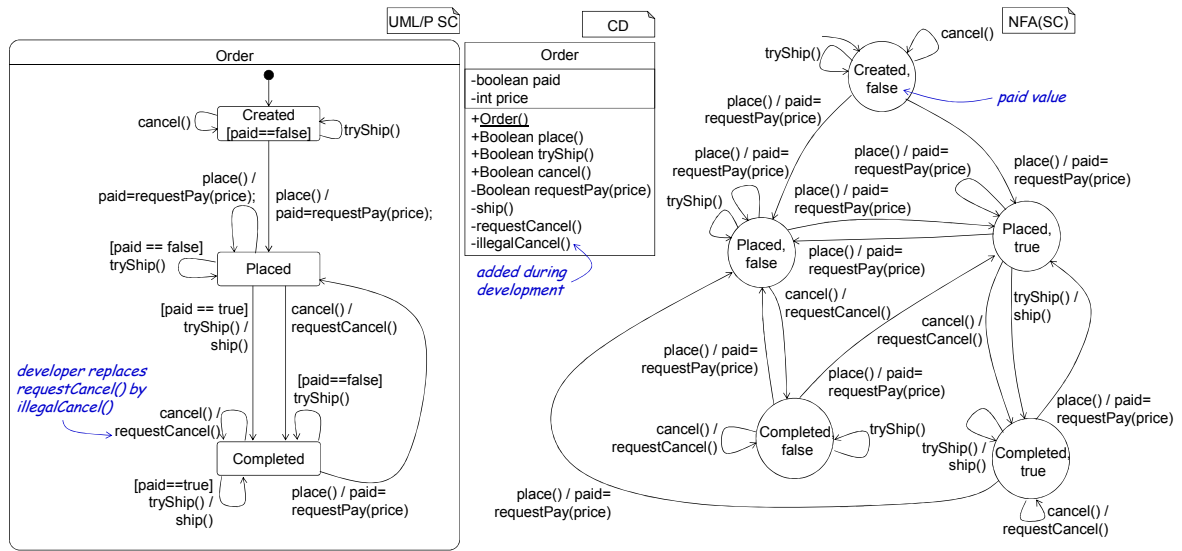 UML/P SC
Order
Created
[paid==false]
cancel()
tryShip()
place() /
paid=requestPay(price);
place() /
paid=requestPay(price);
[paid == false]
tryShip()
Placed
[paid == true]
tryShip() /
ship()
cancel() /
requestCancel()
developer replaces
requestCancel() by
illegalCancel()
[paid==false]
tryShip()
cancel() /
requestCancel()
Completed
[paid==true]
tryShip() /
ship()
place() / paid=
requestPay(price)
CD
Order
-boolean paid
-int price
+Order()
+Boolean place()
+Boolean tryShip()
+Boolean cancel()
-Boolean requestPay(price)
-ship()
-requestCancel()
-illegalCancel()
added during
development
NFA(SC)
cancel()
tryShip()
Created,
false
paid value
place() / paid=
requestPay(price)
place() / paid=
requestPay(price)
place() / paid=
requestPay(price)
place() / paid=
requestPay(price)
tryShip()
place() / paid=
requestPay(price)
Placed,
false
Placed,
true
place() / paid=
requestPay(price)
cancel() /
requestCancel()
tryShip() /
ship()
cancel() /
requestCancel()
place() / paid=
requestPay(price)
place() / paid=
requestPay(price)
place() / paid=
requestPay(price)
cancel() /
requestCancel()
Completed,
false
tryShip()
tryShip() /
ship()
Completed,
true
place() / paid=
requestPay(price)
cancel() /
requestCancel()